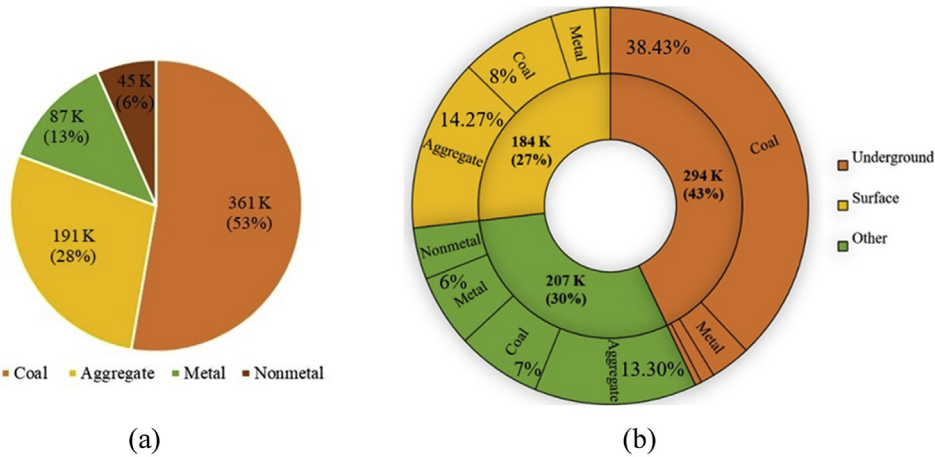 45 K
(6%)
87 K
(13%)
361 K
(53%)
191 K
(28%)
Coal
Aggregate
Metal
Nonmetal
(a)
38.43%
Coal
Metal
294 K
(43%)
Metal
Coal
8%
14.27%
Aggregate
184 K
(27%)
Nonmetal
6%
Metal
207 K
(30%)
Coal
7%
Aggregate
13.30%
Underground
Surface
Other
(b)